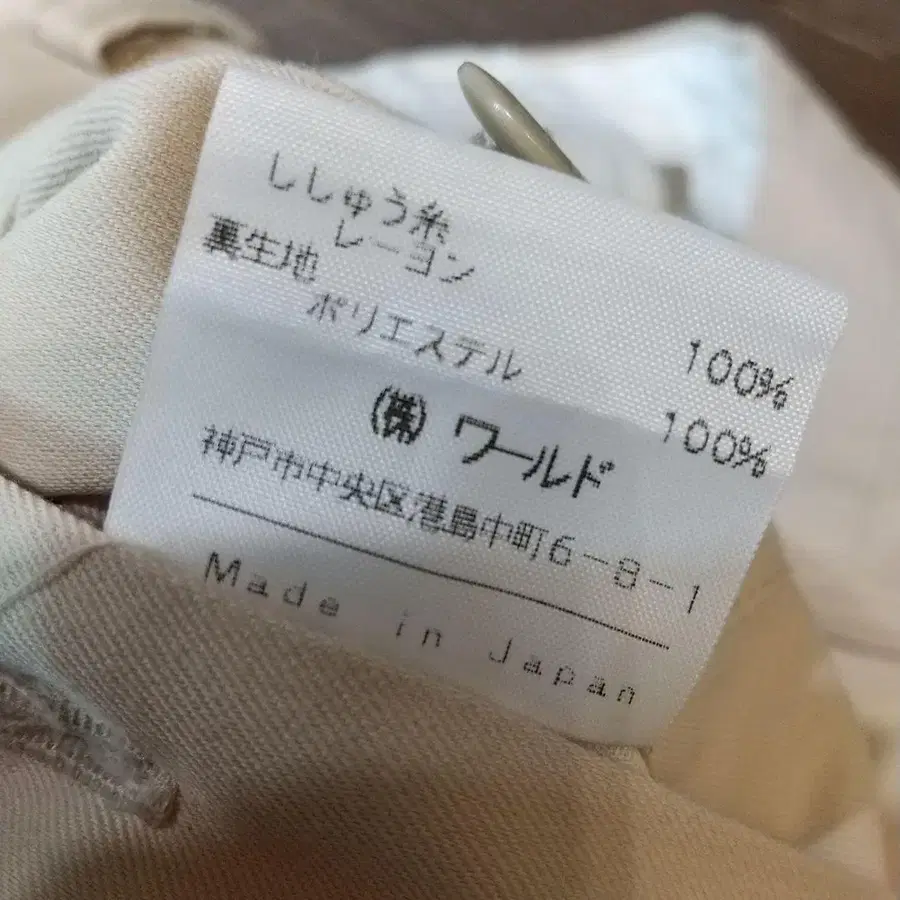 ししゅう糸
レーヨン 100%
裏生地
ポリエステル 100%
(株) ワールド
神戸市中央区港島中町6-8-1
Made in Japan